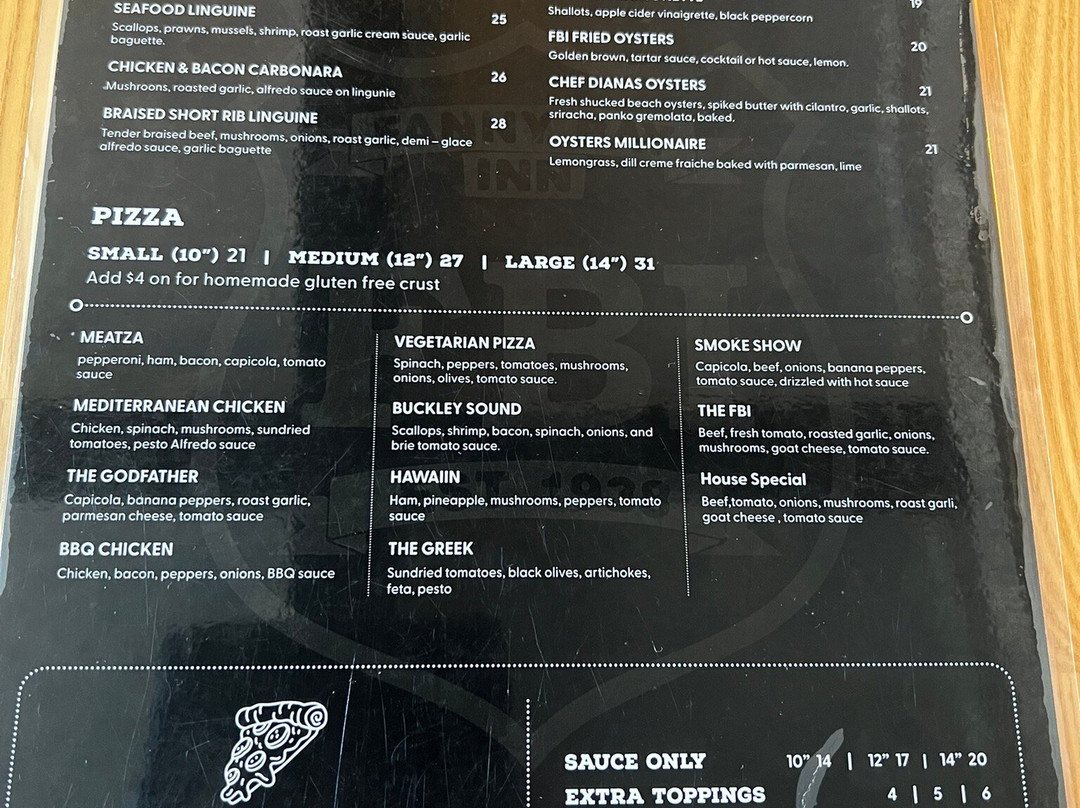 SEAFOOD LINGUINE 25
Scallops, prawns, mussels, shrimp, roast garlic cream sauce, garlic
baguette.
CHICKEN & BACON CARBONARA 26
Mushroons, roasted garlic, alfredo sauce on lingunie
BRAISED SHORT RIB LINGUINE 28
Tender braised beef, mushrooms, onions, roast garlic, demi – glace
alfredo sauce, garlic baguette
19
Shallots, apple cider vinaigrette, black peppercorn
FBI FRIED OYSTERS 20
Golden brown, tartar sauce, cocktail or hot sauce, lemon.
CHEF DIANAS OYSTERS 21
Fresh shucked beach oysters, spiked butter with cilantro, garlic, shallots,
sriracha, panko gremolata, baked.
OYSTERS MILLIONAIRE 21
Lemongrass, dill creme fraiche baked with parmesan, lime
FANNY
INN
PIZZA
SMALL (10”) 21 | MEDIUM (12”) 27 | LARGE (14”) 31
Add $4 on for homemade gluten free crust
FBI
MEATZA
pepperoni, ham, bacon, capicola, tomato
sauce
MEDITERRANEAN CHICKEN
Chicken, spinach, mushrooms, sundried
tomatoes, pesto Alfredo sauce
THE GODFATHER
Capicola, banana peppers, roast garlic,
parmesan cheese, tomato sauce
BBQ CHICKEN
Chicken, bacon, peppers, onions, BBQ sauce
VEGETARIAN PIZZA
Spinach, peppers, tomatoes, mushrooms,
onions, olives, tomato sauce.
BUCKLEY SOUND
Scallops, shrimp, bacon, spinach, onions, and
brie tomato sauce.
HAWAIIN
Ham, pineapple, mushrooms, peppers, tomato
sauce
THE GREEK
Sundried tomatoes, black olives, artichokes,
feta, pesto
SMOKE SHOW
Capicola, beef, onions, banana peppers,
tomato sauce, drizzled with hot sauce
THE FBI
Beef, fresh tomato, roasted garlic, onions,
mushrooms, goat cheese, tomato sauce.
House Special
Beef,tomato, onions, mushrooms, roast garli,
goat cheese , tomato sauce
SAUCE ONLY 10” 14 | 12” 17 | 14” 20
EXTRA TOPPINGS 4 | 5 | 6